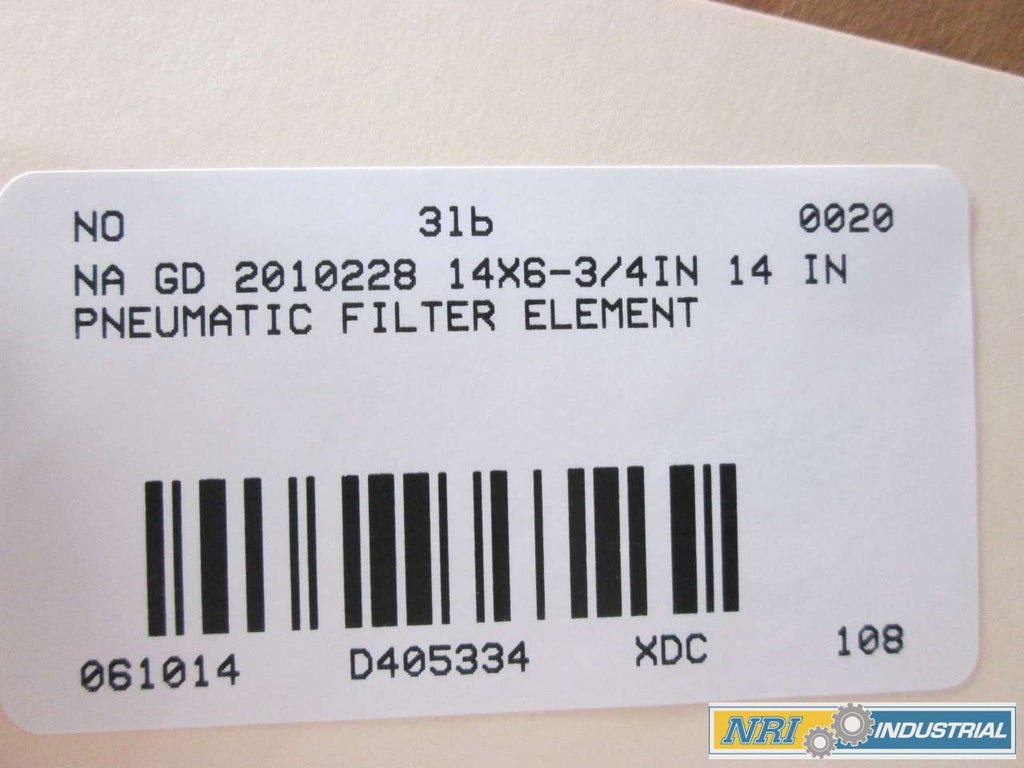 NO 3lb 0020
NA GD 2010228 14X6-3/4IN 14 IN
PNEUMATIC FILTER ELEMENT
061014 D405334 XDC 108
NRI INDUSTRIAL